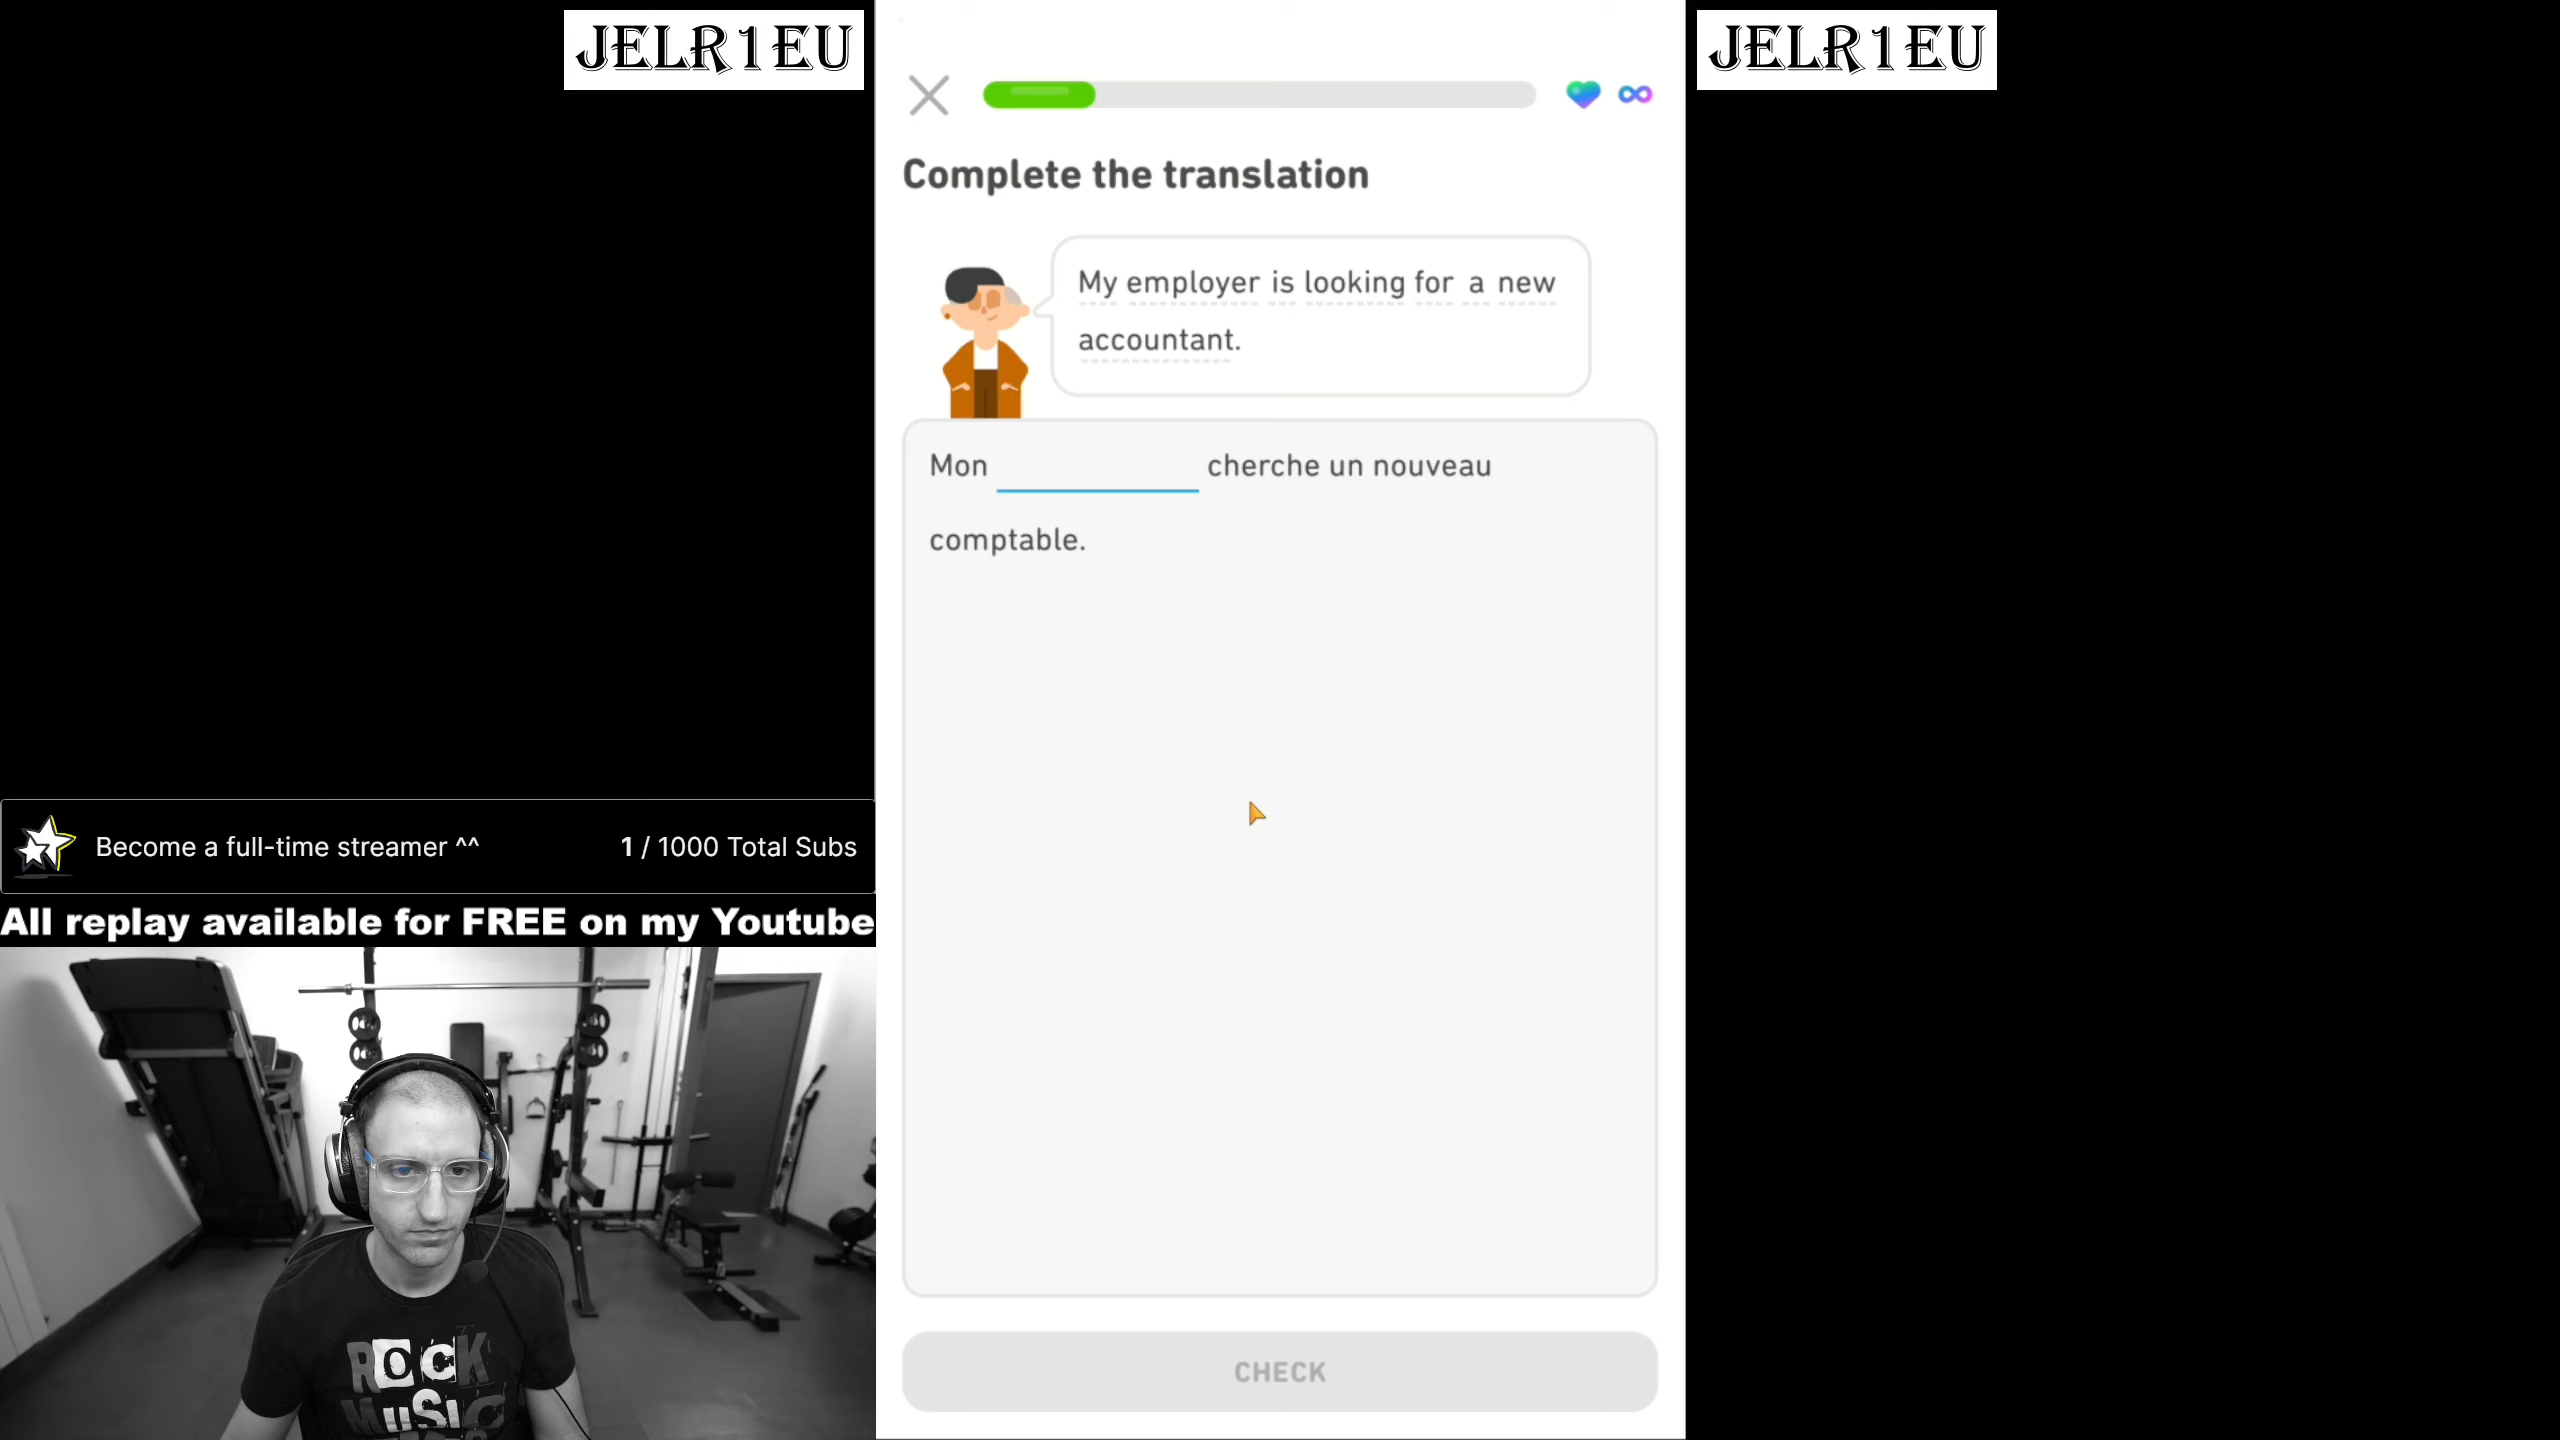 JELR1EU
JELR1EU
Complete the translation
My employer is looking for a new
accountant.
Mon cherche un nouveau
comptable.
Become a full-time streamer ^^ 1 / 1000 Total Subs
All replay available for FREE on my Youtube
ROCK
MUSIC
CHECK